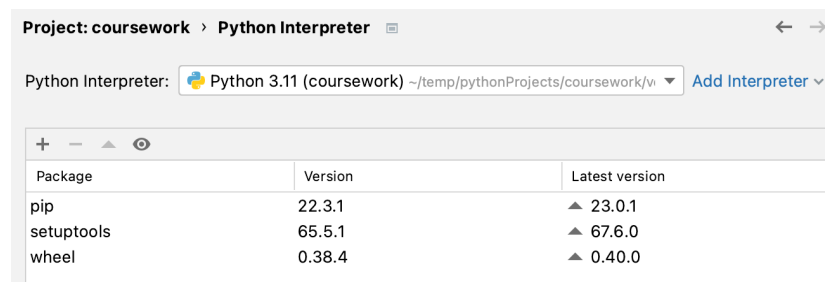 Project: coursework › Python Interpreter
Python Interpreter: Python 3.11 (coursework) ~/temp/pythonProjects/coursework/v Add Interpreter
Package Version Latest version
pip 22.3.1 23.0.1
setuptools 65.5.1 67.6.0
wheel 0.38.4 0.40.0